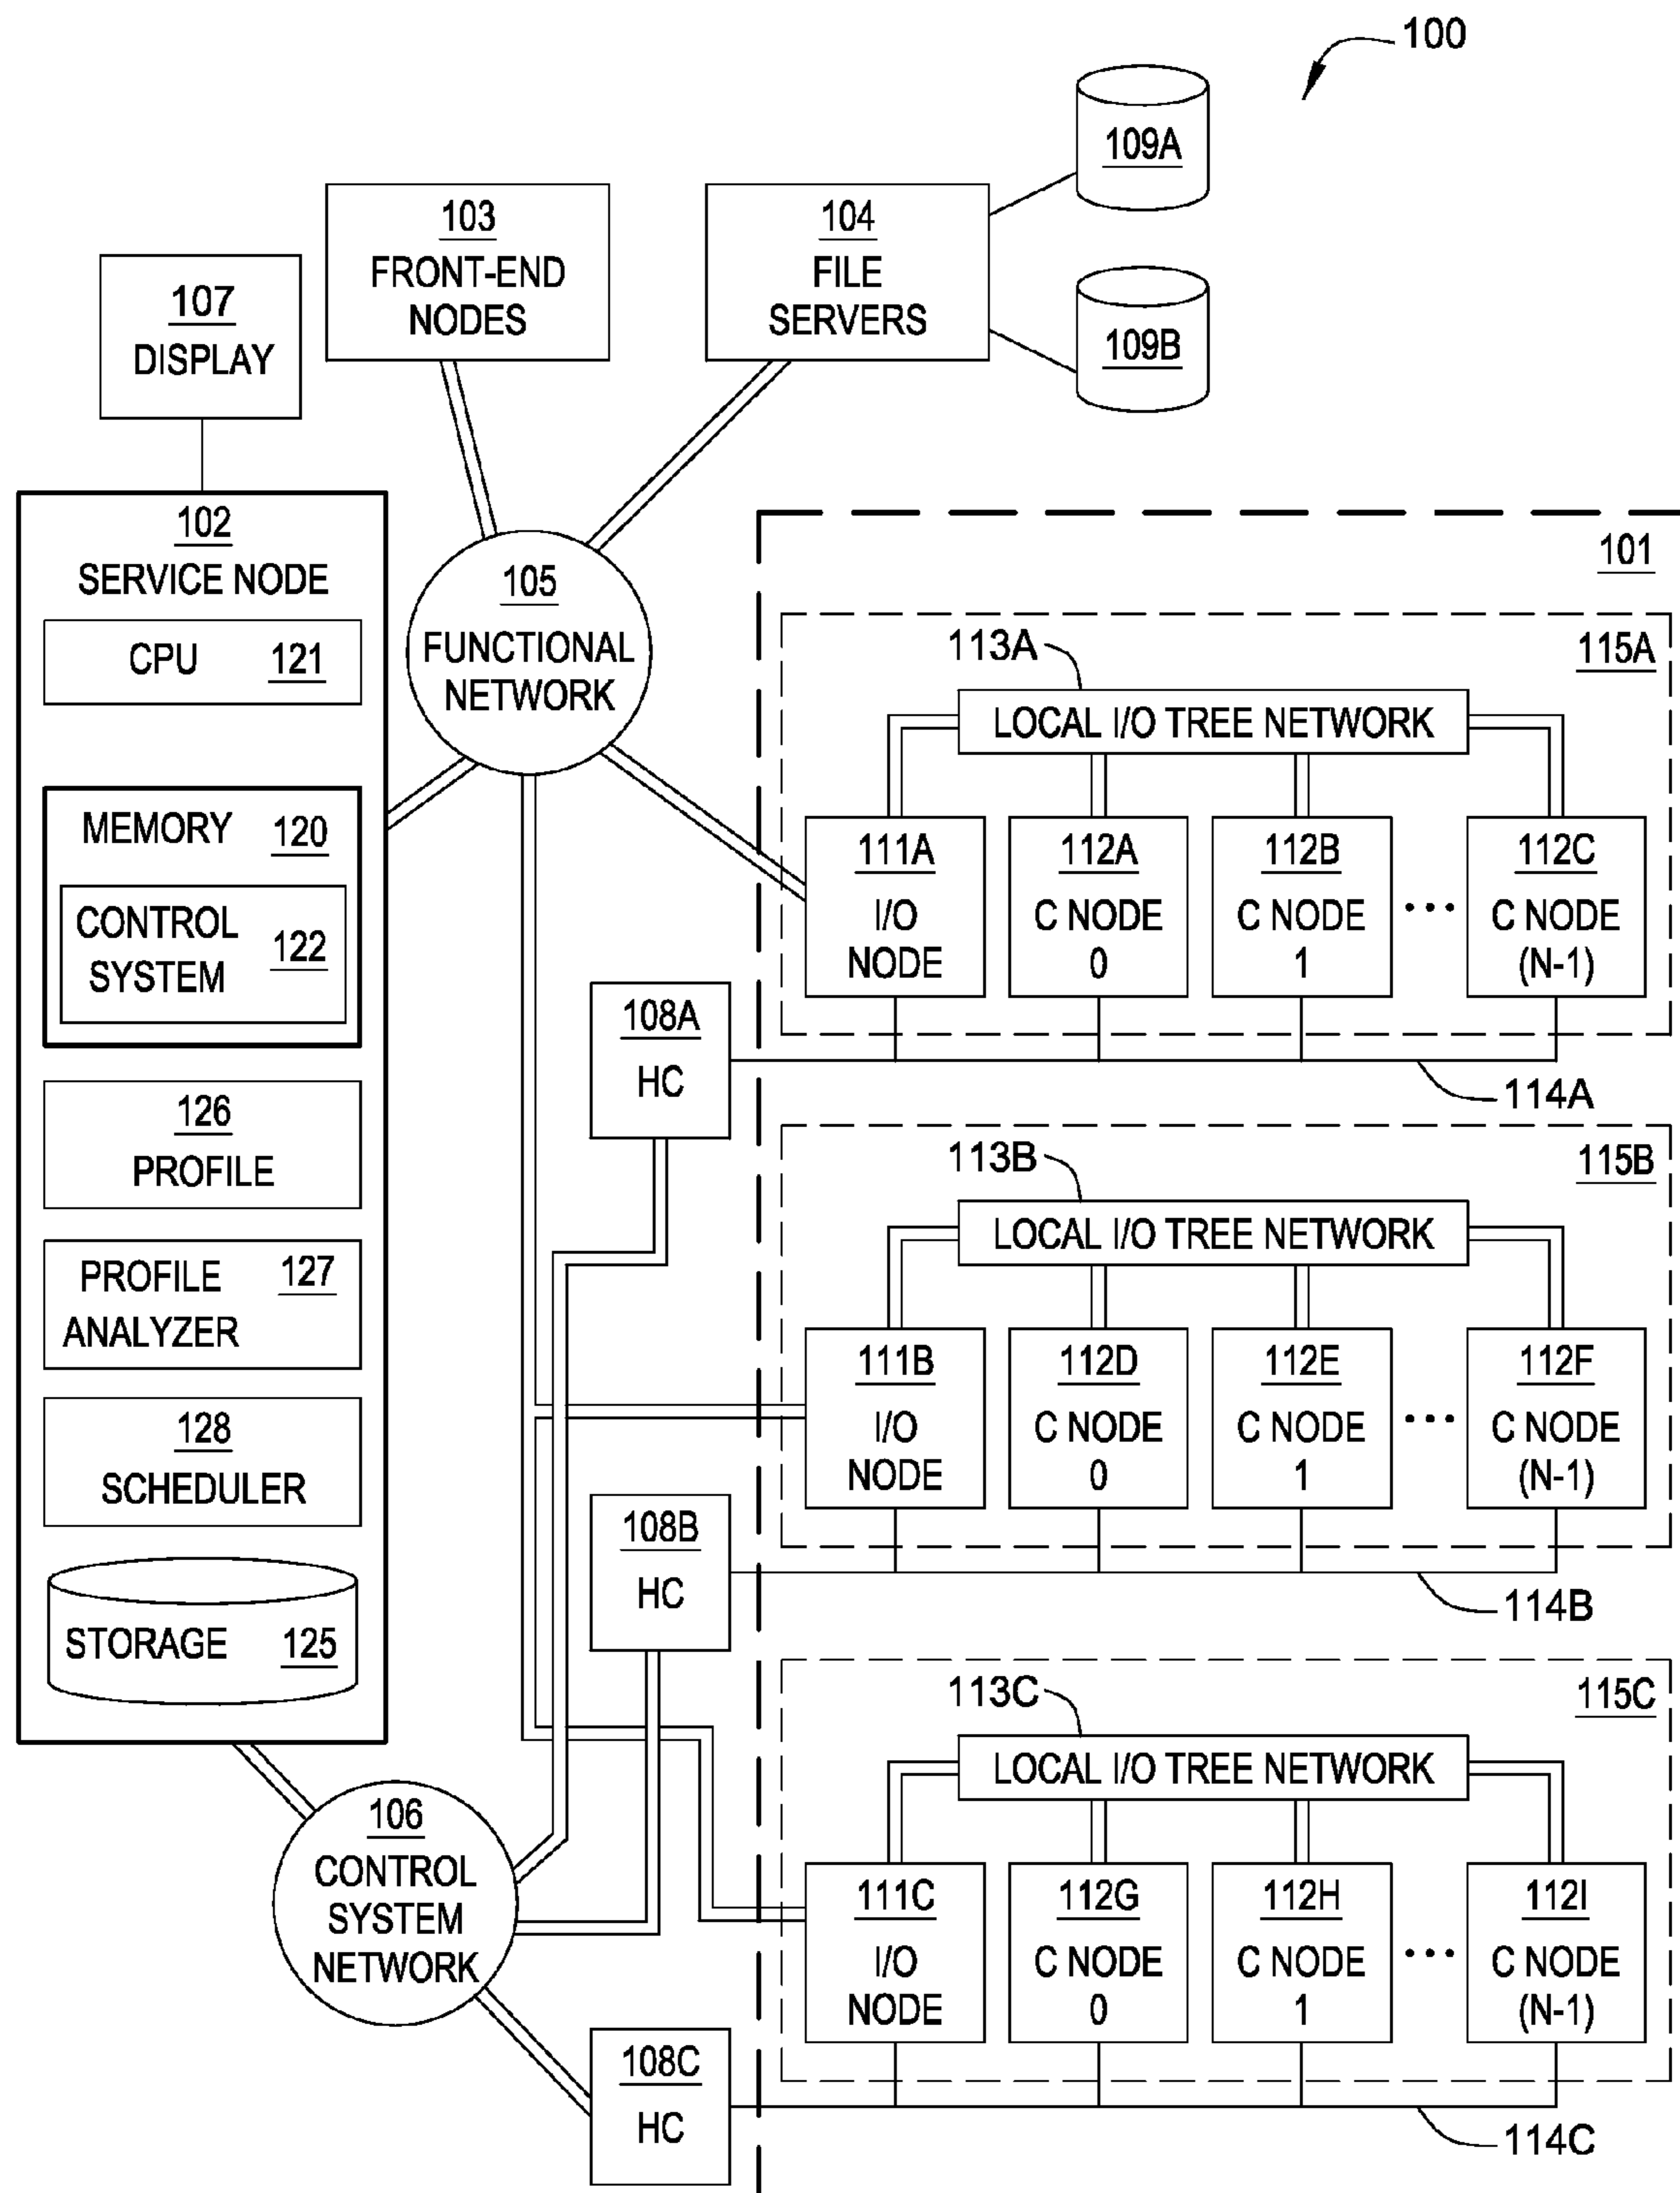 100
109A
103
FRONT-END
NODES
104
FILE
SERVERS
109B
107
DISPLAY
102
SERVICE NODE
CPU 121
MEMORY 120
CONTROL
SYSTEM
122
126
PROFILE
PROFILE
ANALYZER
127
128
SCHEDULER
STORAGE 125
105
FUNCTIONAL
NETWORK
106
CONTROL
SYSTEM
NETWORK
108A
HC
108B
HC
108C
HC
101
113A
115A
LOCAL I/O TREE NETWORK
111A
I/O
NODE
112A
C NODE
0
112B
C NODE
1
•••
112C
C NODE
(N-1)
114A
113B
115B
LOCAL I/O TREE NETWORK
111B
I/O
NODE
112D
C NODE
0
112E
C NODE
1
•••
112F
C NODE
(N-1)
114B
113C
115C
LOCAL I/O TREE NETWORK
111C
I/O
NODE
112G
C NODE
0
112H
C NODE
1
•••
112I
C NODE
(N-1)
114C